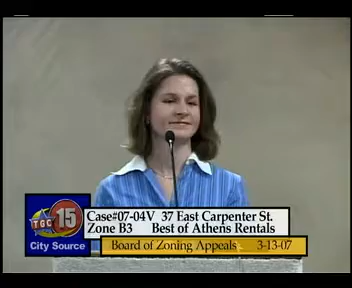 TGC 15
City Source
Case#07-04V 37 East Carpenter St.
Zone B3 Best of Athens Rentals
Board of Zoning Appeals 3-13-07